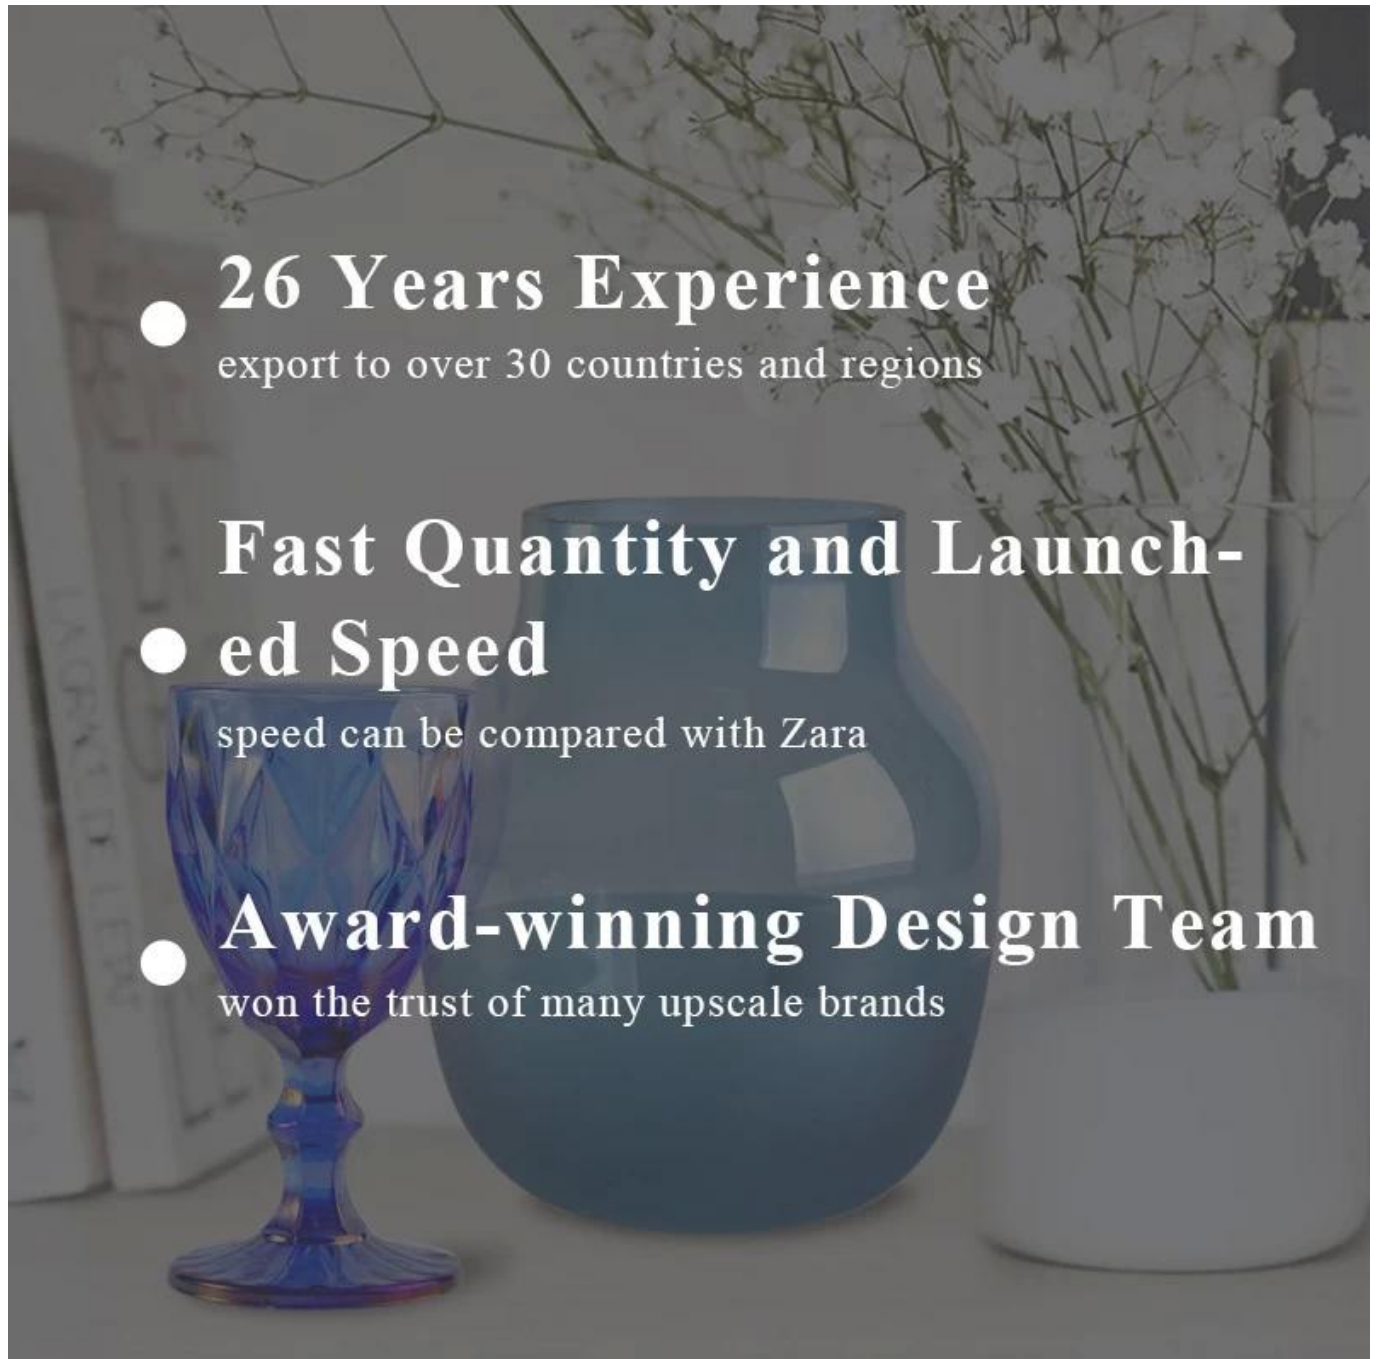 26 Years Experience
export to over 30 countries and regions
Fast Quantity and Launch-
ed Speed
speed can be compared with Zara
Award-winning Design Team
won the trust of many upscale brands